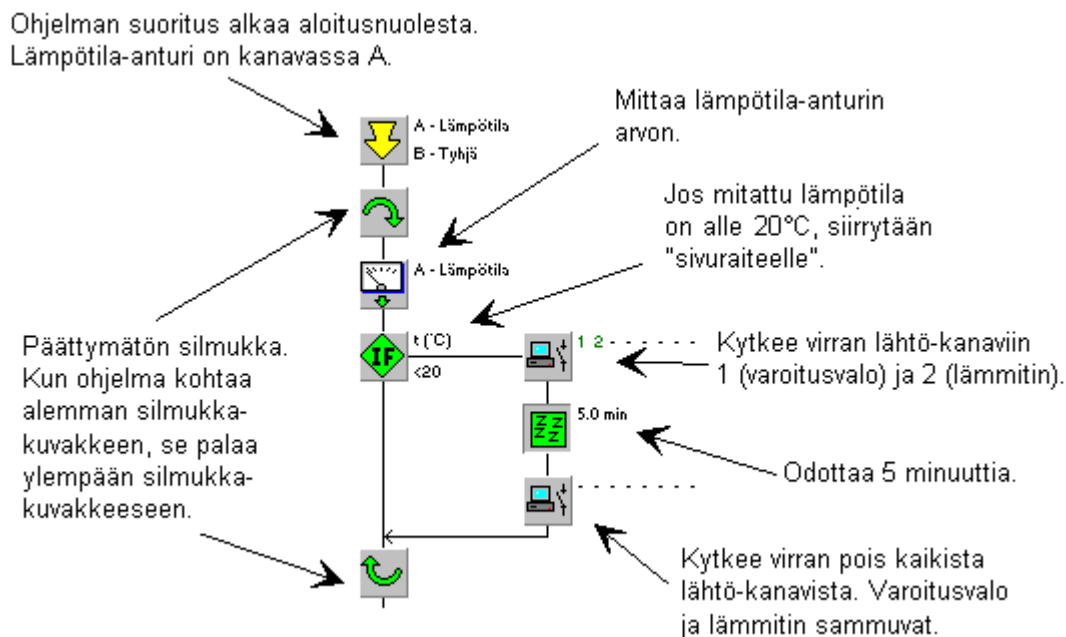 Ohjelman suoritus alkaa aloitusnuolesta.
Lämpötila-anturi on kanavassa A.
A - Lämpötila
B - Tyhjä
Mittaa lämpötila-anturin
arvon.
A - Lämpötila
Jos mitattu lämpötila
on alle 20°C, siirrytään
"sivuraiteelle".
IF
t (°C)
<20
1 2
Kytkee virran lähtö-kanaviin
1 (varoitusvalo) ja 2 (lämmitin).
Päättymätön silmukka.
Kun ohjelma kohtaa
alemman silmukka-
kuvakkeen, se palaa
ylempään silmukka-
kuvakkeeseen.
Z Z
Z Z
5.0 min
Odottaa 5 minuuttia.
Kytkee virran pois kaikista
lähtö-kanavista. Varoitusvalo
ja lämmitin sammuvat.